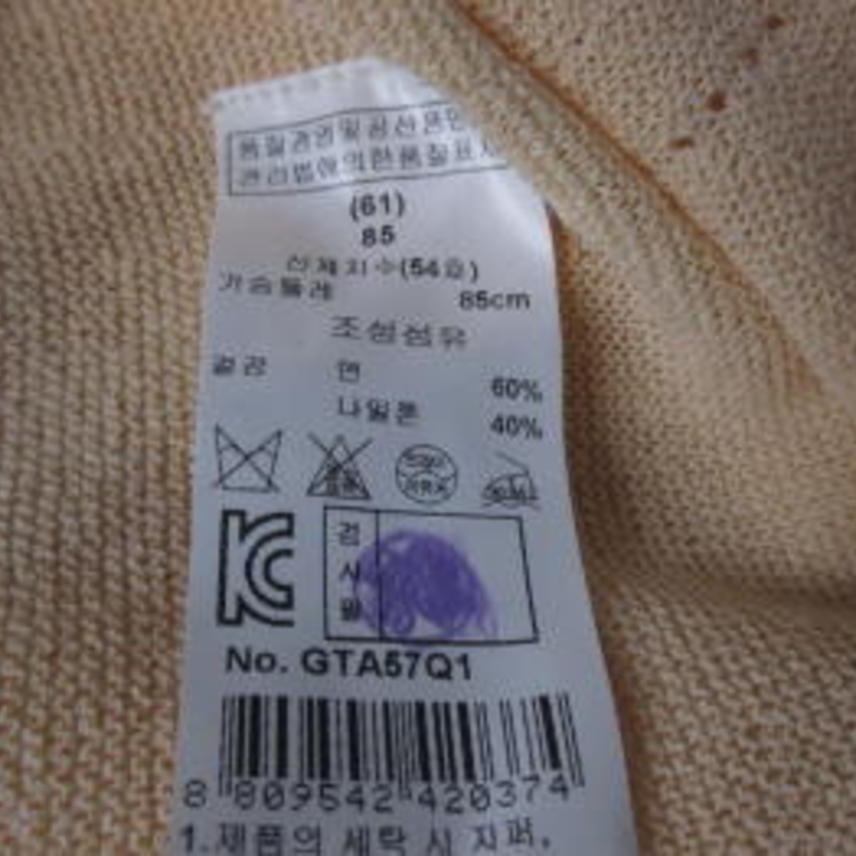 품질경영및공산품안
관리법에의한품질표시
(61)
85
신체치수(54호)
가슴둘레 85cm
조성섬유
겉감 면 60%
나일론 40%
검사필
No. GTA57Q1
8 809542 420374
1.제품의 세탁 시 지퍼,